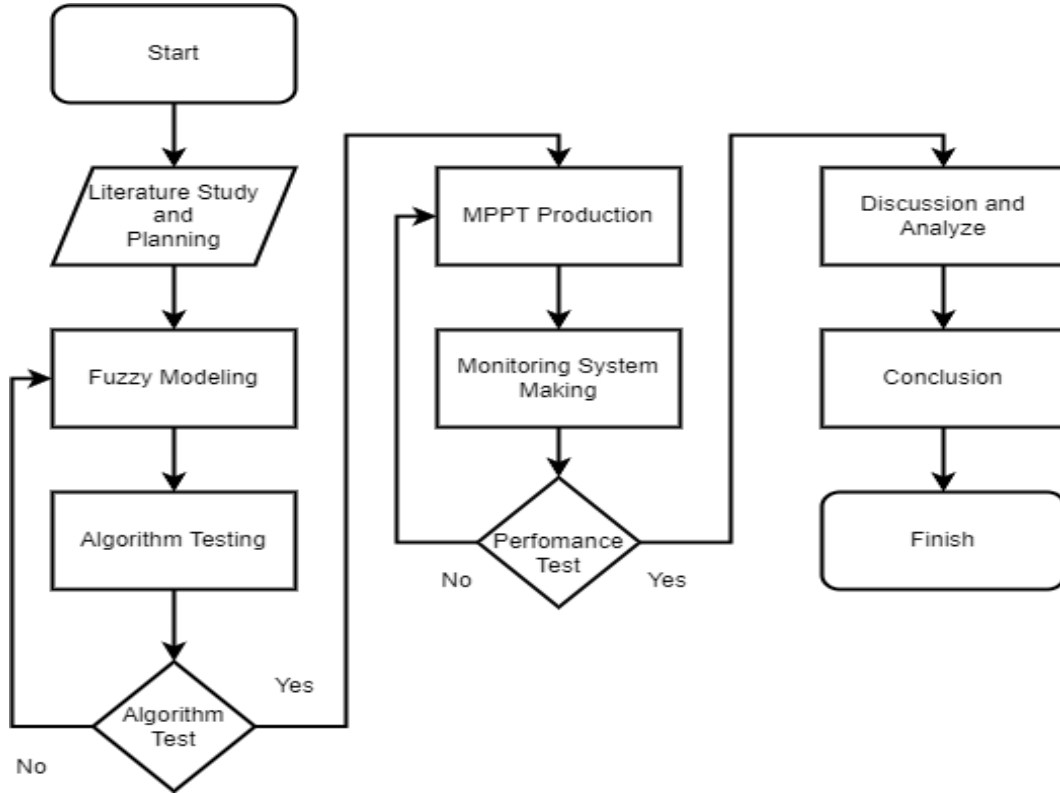 Start
Literature Study
and
Planning
Fuzzy Modeling
Algorithm Testing
Algorithm
Test
Yes
No
MPPT Production
Monitoring System
Making
Perfomance
Test
No
Yes
Discussion and
Analyze
Conclusion
Finish